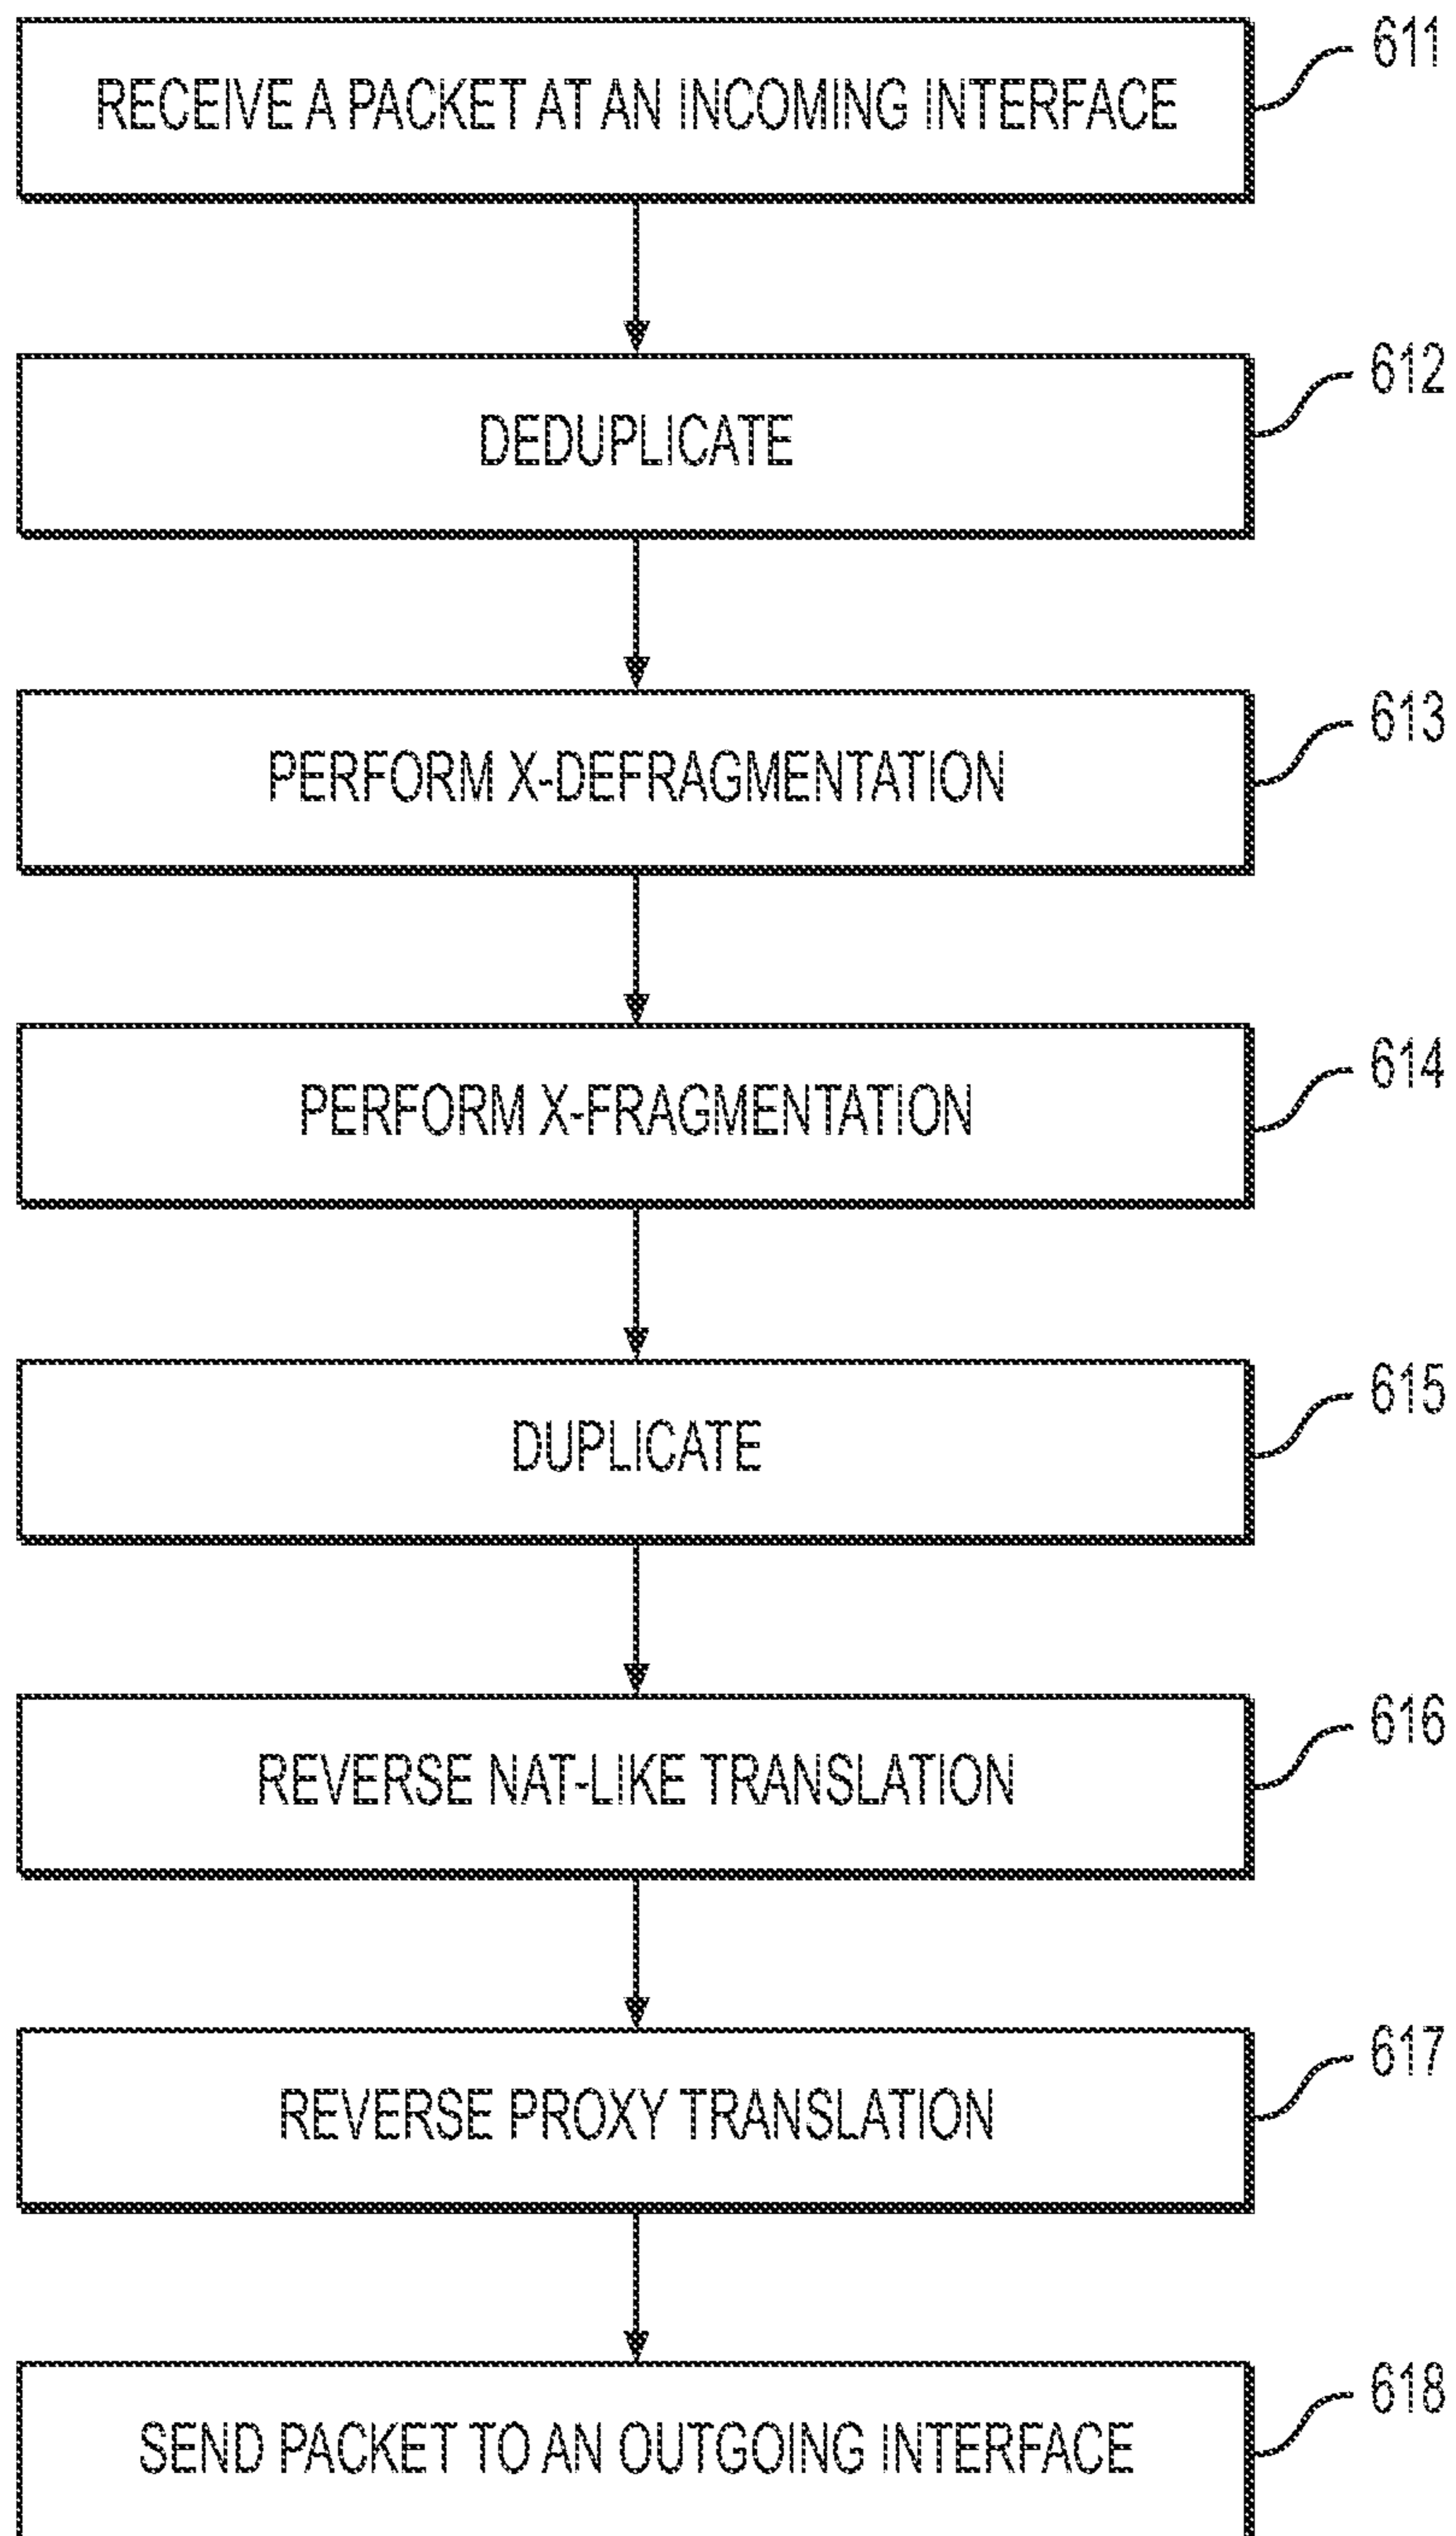 RECEIVE A PACKET AT AN INCOMING INTERFACE
611
DEDUPLICATE
612
PERFORM X-DEFRAGMENTATION
613
PERFORM X-FRAGMENTATION
614
DUPLICATE
615
REVERSE NAT-LIKE TRANSLATION
616
REVERSE PROXY TRANSLATION
617
SEND PACKET TO AN OUTGOING INTERFACE
618